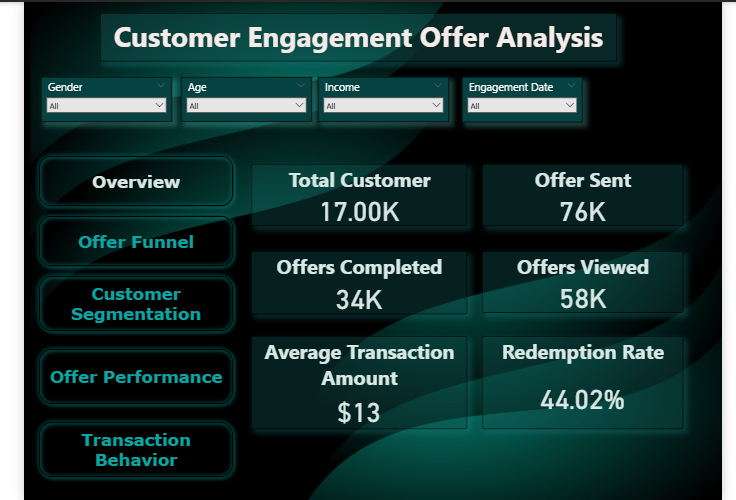 Customer Engagement Offer Analysis
Gender
Age
Income
Engagement Date
All
All
All
All
Overview
Offer Funnel
Customer
Segmentation
Offer Performance
Transaction
Behavior
Total Customer
17.00K
Offer Sent
76K
Offers Completed
34K
Offers Viewed
58K
Average Transaction
Amount
$13
Redemption Rate
44.02%